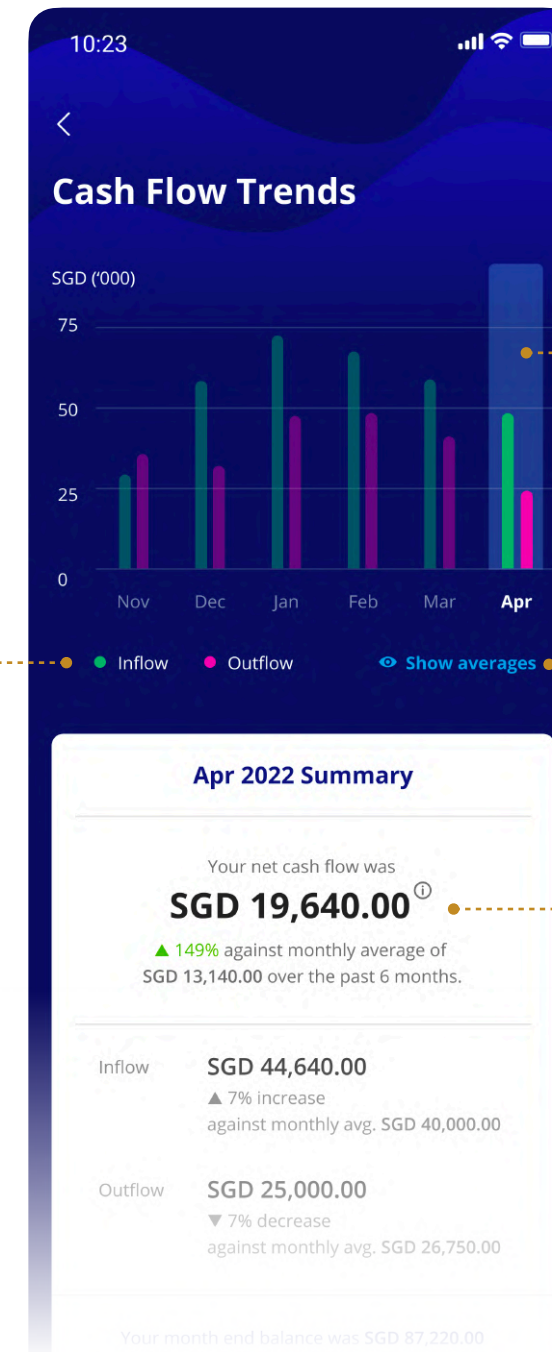 10:23
Cash Flow Trends
SGD ('000)
75
50
25
0
Nov Dec Jan Feb Mar Apr
Inflow Outflow Show averages
Apr 2022 Summary
Your net cash flow was
SGD 19,640.00
▲ 149% against monthly average of
SGD 13,140.00 over the past 6 months.
Inflow SGD 44,640.00
▲ 7% increase
against monthly avg. SGD 40,000.00
Outflow SGD 25,000.00
▼ 7% decrease
against monthly avg. SGD 26,750.00
Your month end balance was SGD 87,220.00